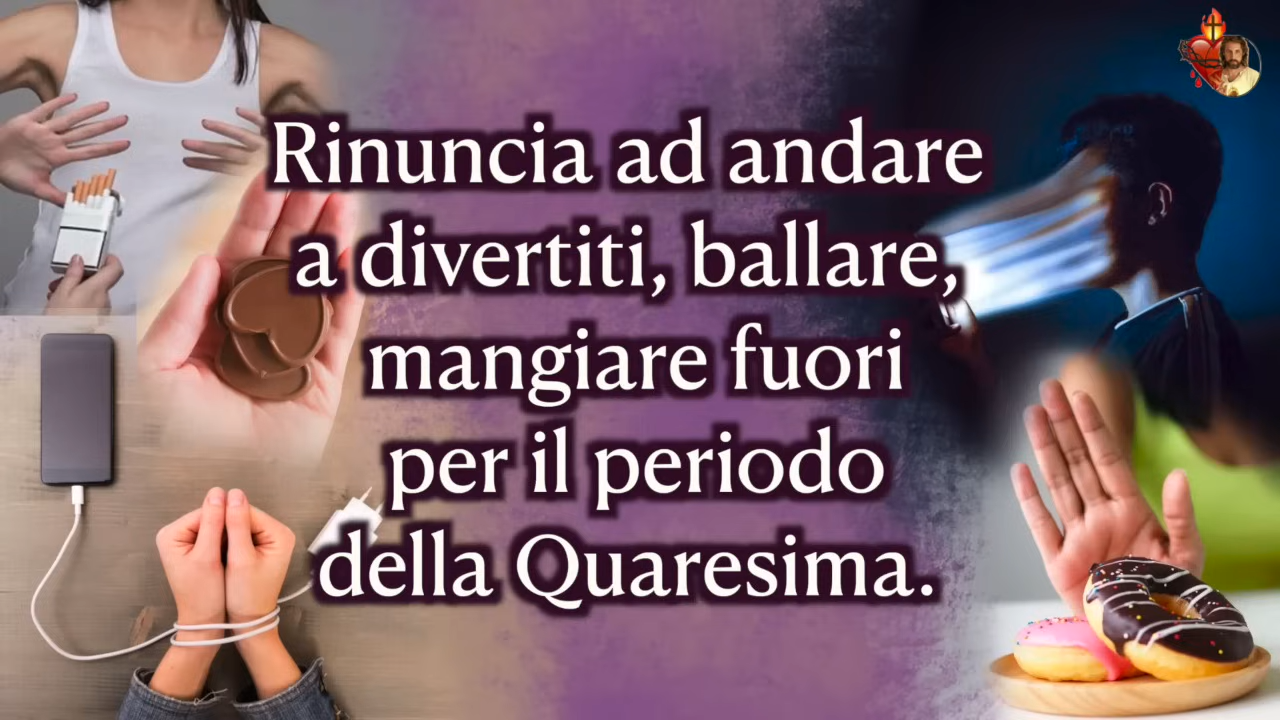 Rinuncia ad andare
a divertiti, ballare,
mangiare fuori
per il periodo
della Quaresima.